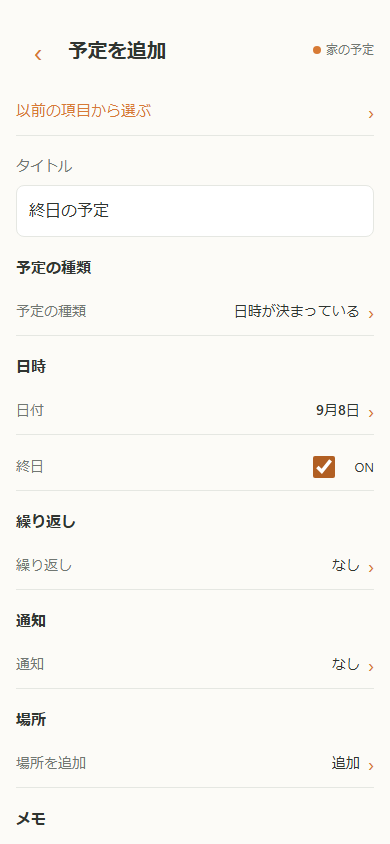 ‹ 予定を追加 家の予定
以前の項目から選ぶ ›
タイトル
終日の予定
予定の種類
予定の種類 日時が決まっている ›
日時
日付 9月8日 ›
終日 ON
繰り返し
繰り返し なし ›
通知
通知 なし ›
場所
場所を追加 追加 ›
メモ